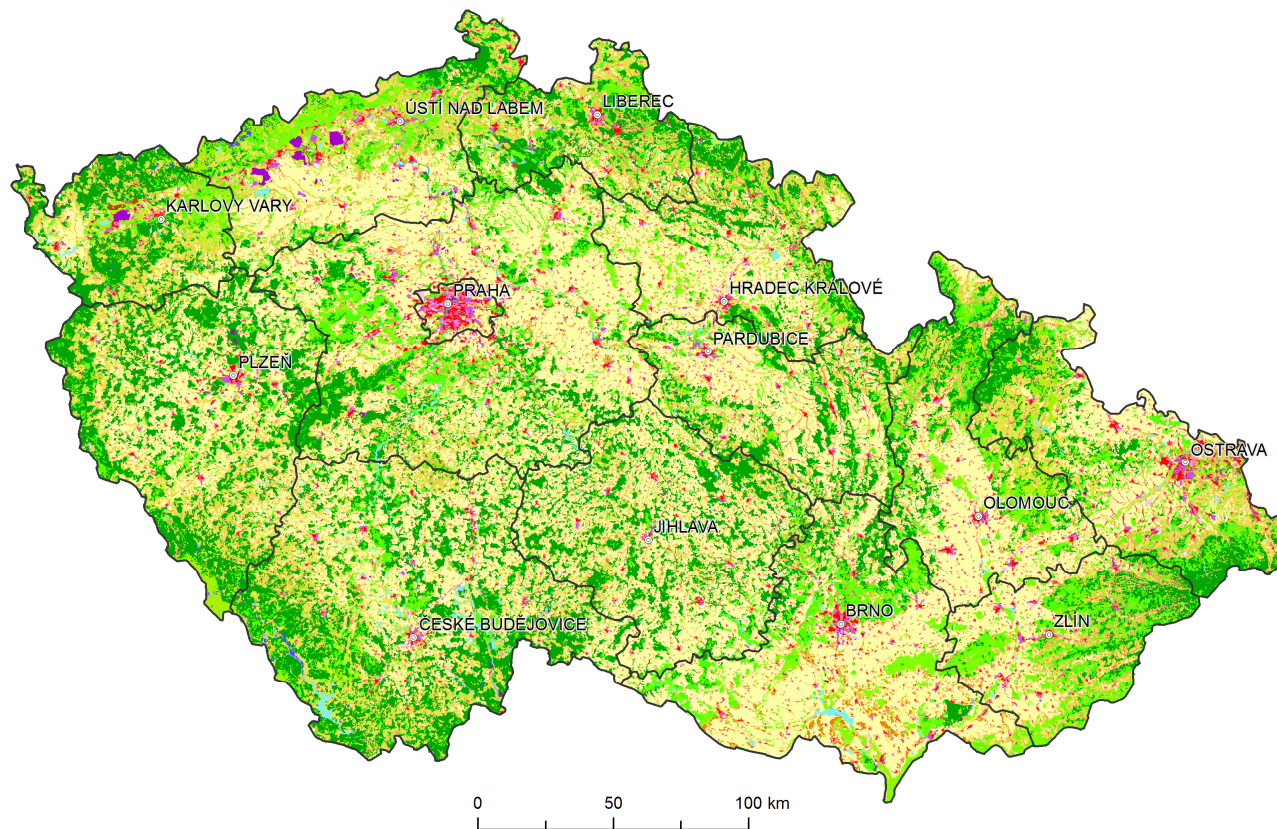 ÚSTÍ NAD LABEM
LIBEREC
KARLOVY VARY
PRAHA
HRADEC KRÁLOVÉ
PARDUBICE
PLZEŇ
OSTRAVA
OLOMOUC
JIHLAVA
BRNO
ČESKÉ BUDĚJOVICE
ZLÍN
0 50 100 km